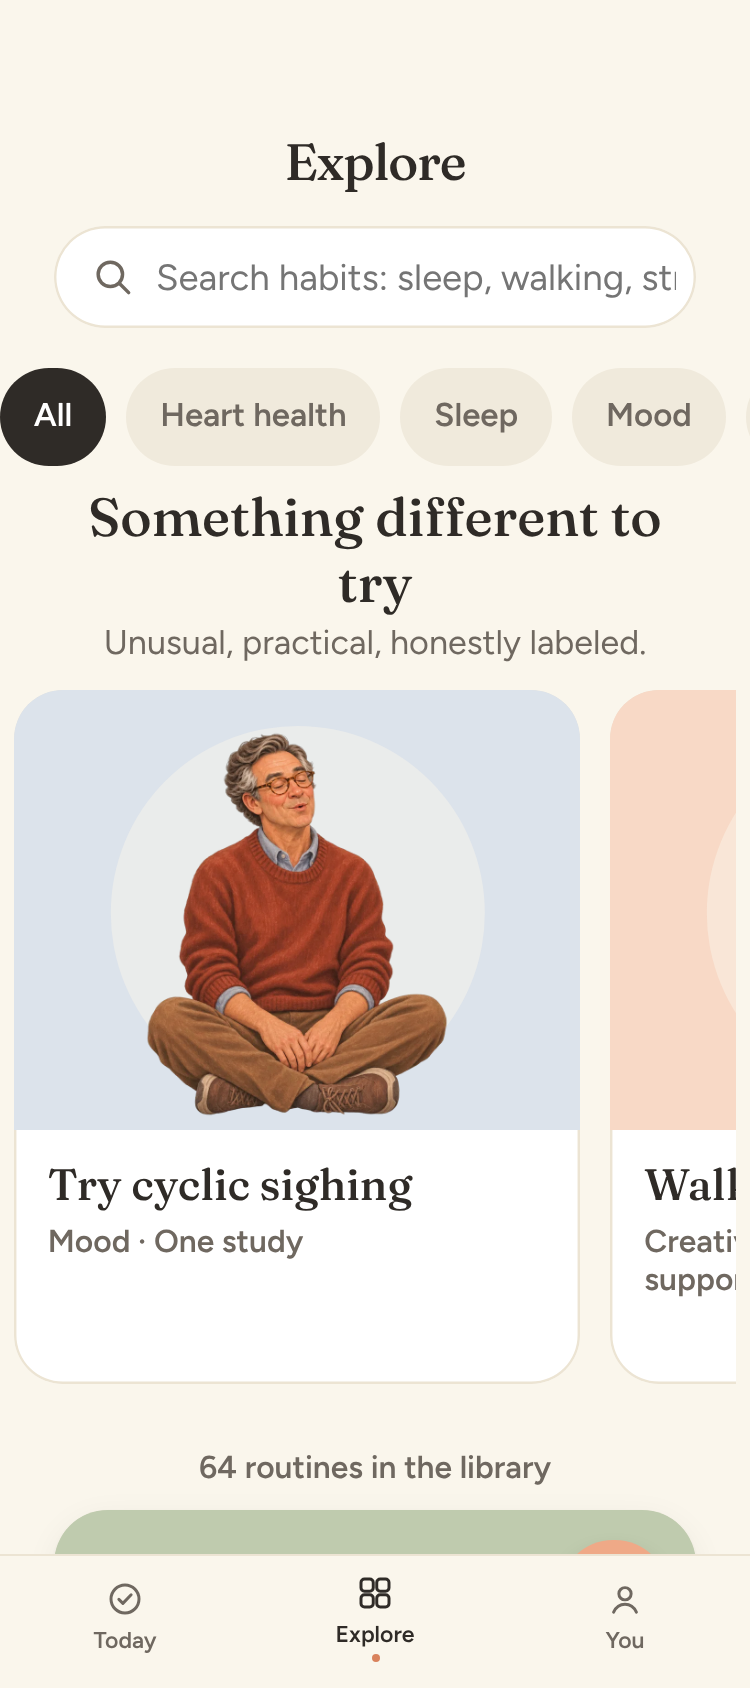 Explore
Search habits: sleep, walking, str
All
Heart health
Sleep
Mood
Something different to
try
Unusual, practical, honestly labeled.
Try cyclic sighing
Mood · One study
64 routines in the library
Today
Explore
You